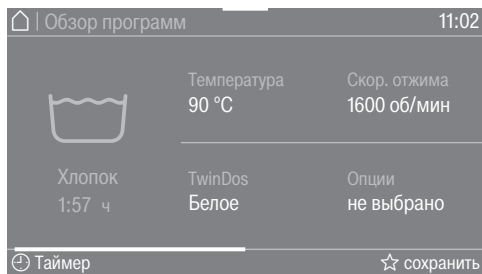 Обзор программ 11:02
Температура Скор. отжима
90 °C 1600 об/мин
Хлопок TwinDos Опции
1:57 ч Белое не выбрано
Таймер сохранить